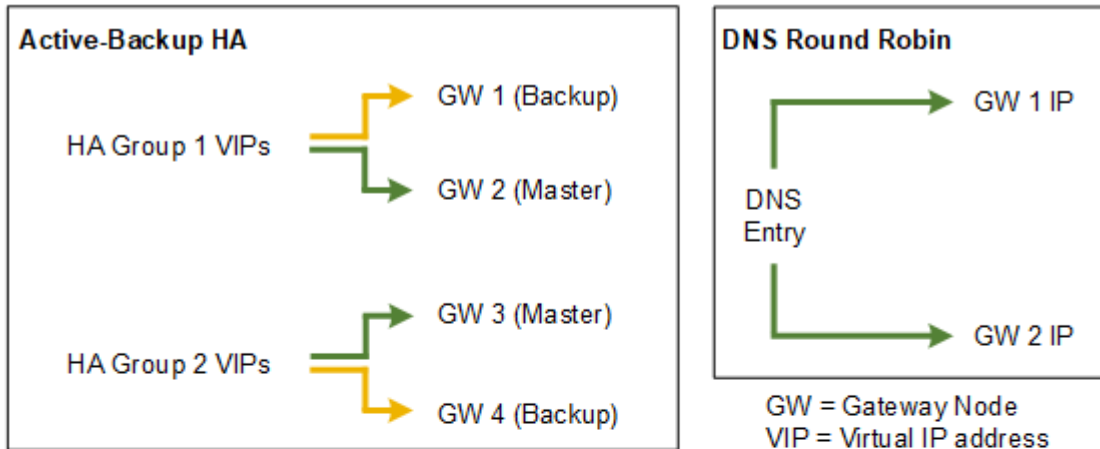 Active-Backup HA
GW 1 (Backup)
HA Group 1 VIPs
GW 2 (Master)
GW 3 (Master)
HA Group 2 VIPs
GW 4 (Backup)
DNS Round Robin
GW 1 IP
DNS
Entry
GW 2 IP
GW = Gateway Node
VIP = Virtual IP address